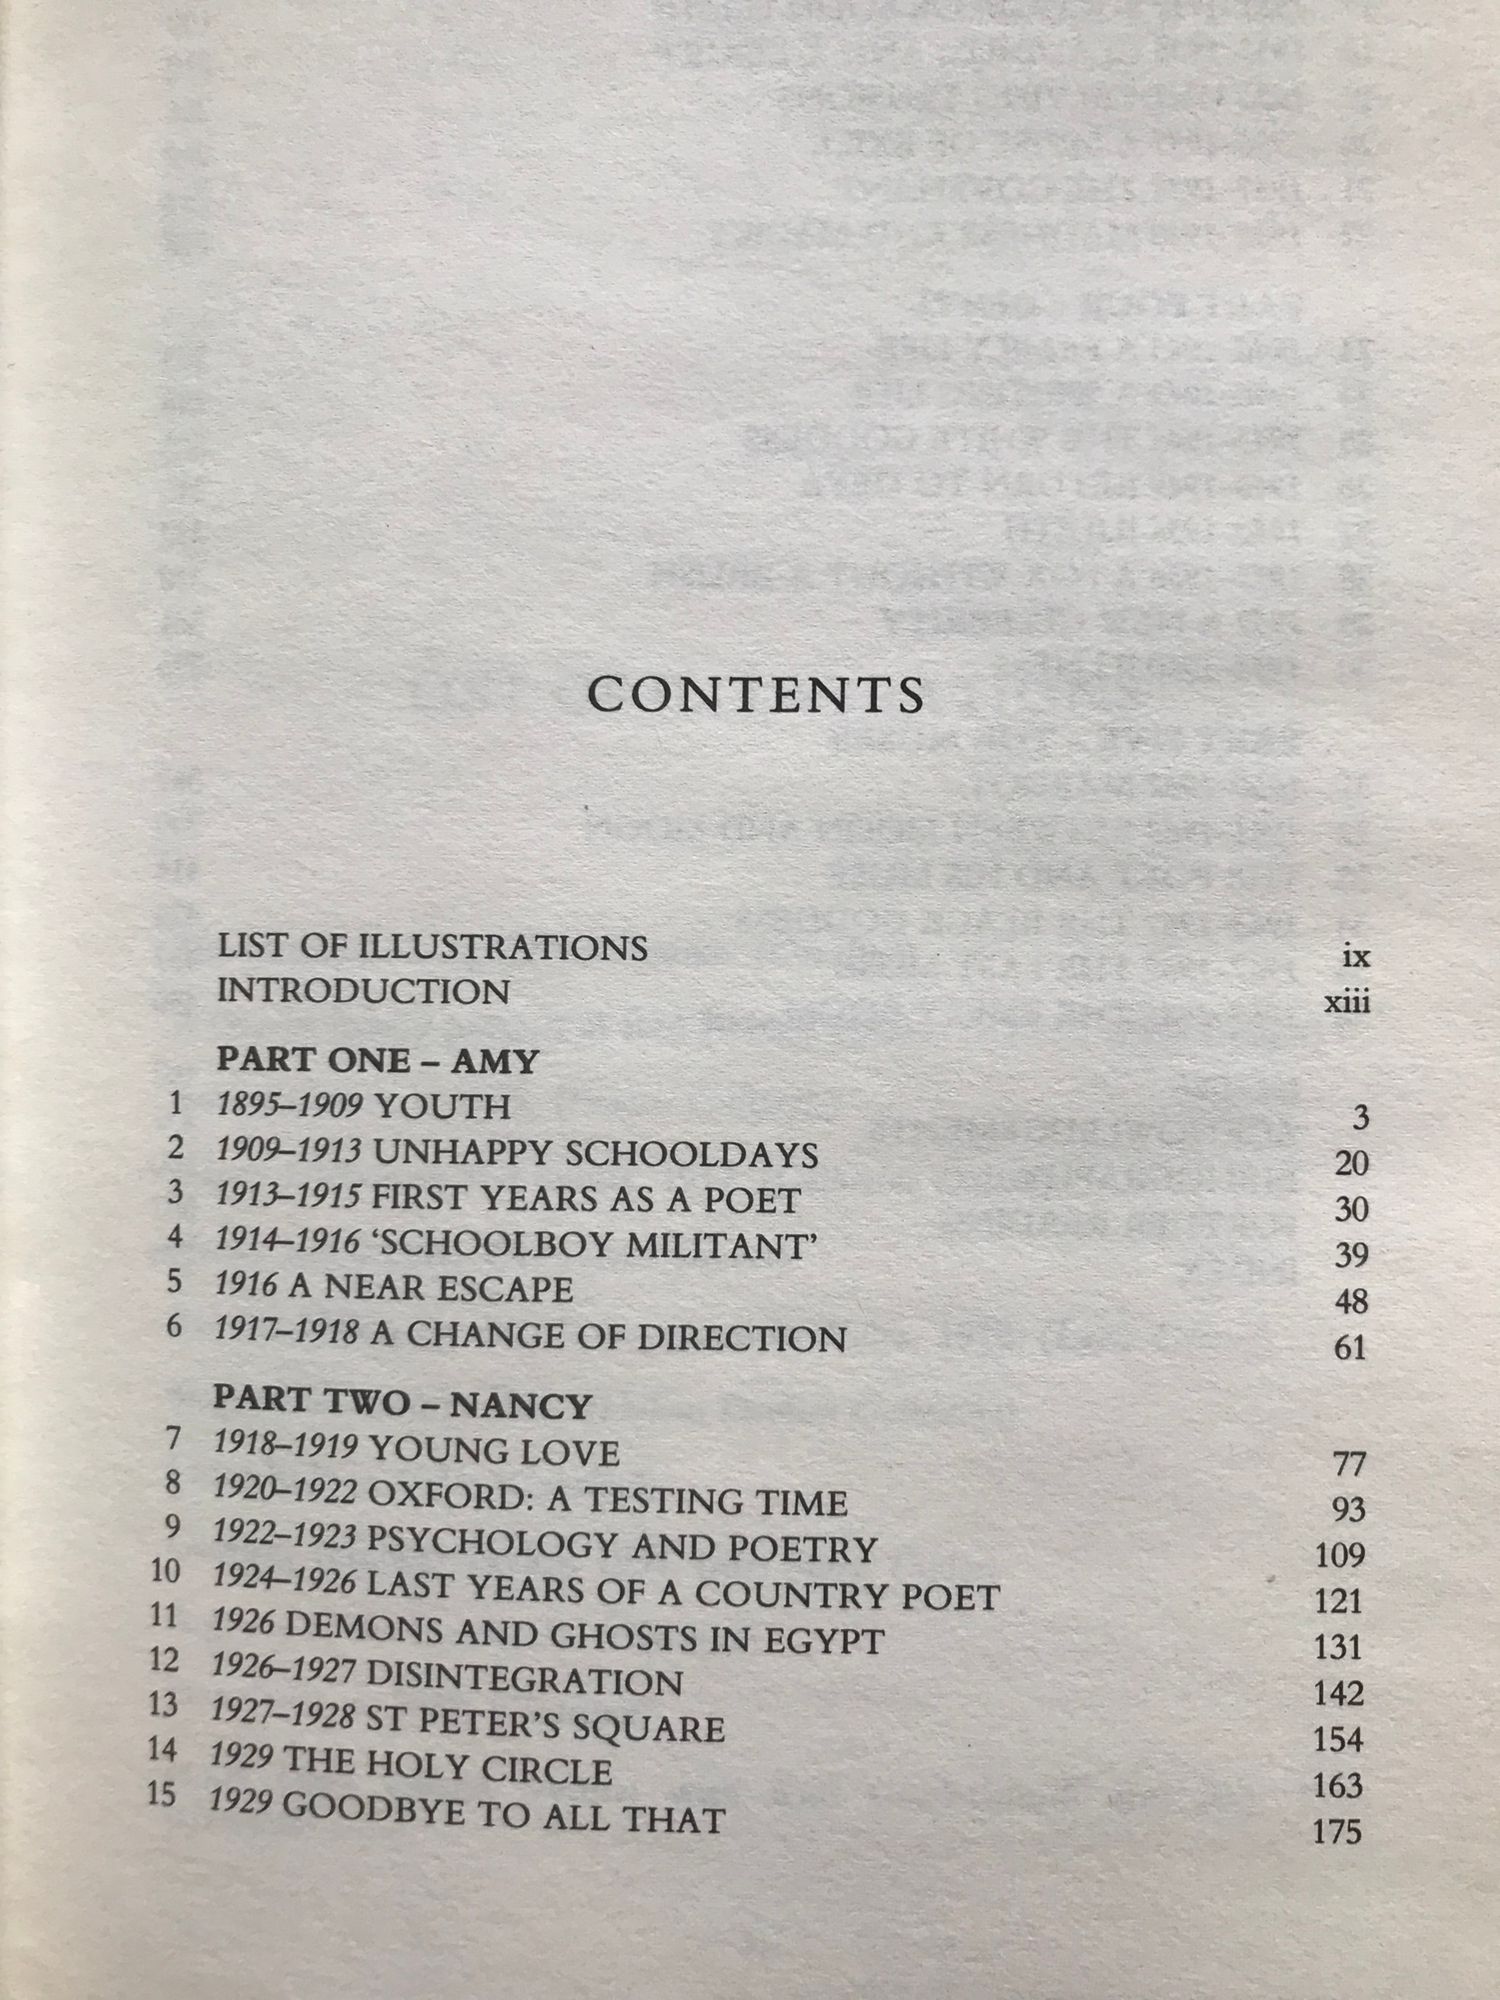 CONTENTS
LIST OF ILLUSTRATIONS ix
INTRODUCTION xiii
PART ONE – AMY
1 1895–1909 YOUTH 3
2 1909–1913 UNHAPPY SCHOOLDAYS 20
3 1913–1915 FIRST YEARS AS A POET 30
4 1914–1916 ‘SCHOOLBOY MILITANT’ 39
5 1916 A NEAR ESCAPE 48
6 1917–1918 A CHANGE OF DIRECTION 61
PART TWO – NANCY
7 1918–1919 YOUNG LOVE 77
8 1920–1922 OXFORD: A TESTING TIME 93
9 1922–1923 PSYCHOLOGY AND POETRY 109
10 1924–1926 LAST YEARS OF A COUNTRY POET 121
11 1926 DEMONS AND GHOSTS IN EGYPT 131
12 1926–1927 DISINTEGRATION 142
13 1927–1928 ST PETER’S SQUARE 154
14 1929 THE HOLY CIRCLE 163
15 1929 GOODBYE TO ALL THAT 175